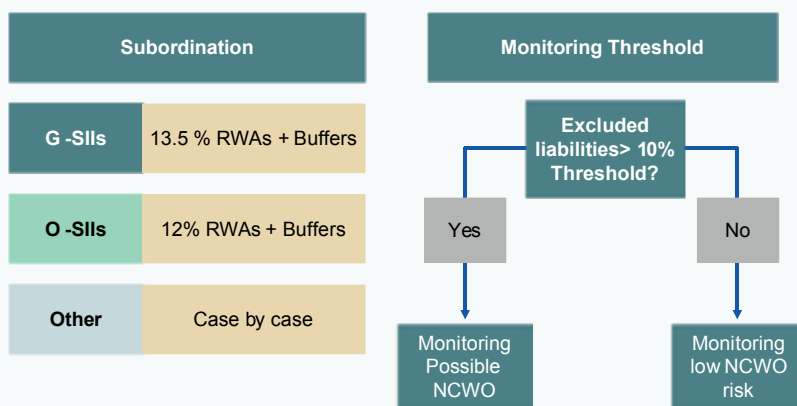 Subordination
G -SIIs
13.5 % RWAs + Buffers
O -SIIs
12% RWAs + Buffers
Other
Case by case
Monitoring Threshold
Excluded
liabilities> 10%
Threshold?
Yes
No
Monitoring
Possible
NCWO
Monitoring
low NCWO
risk